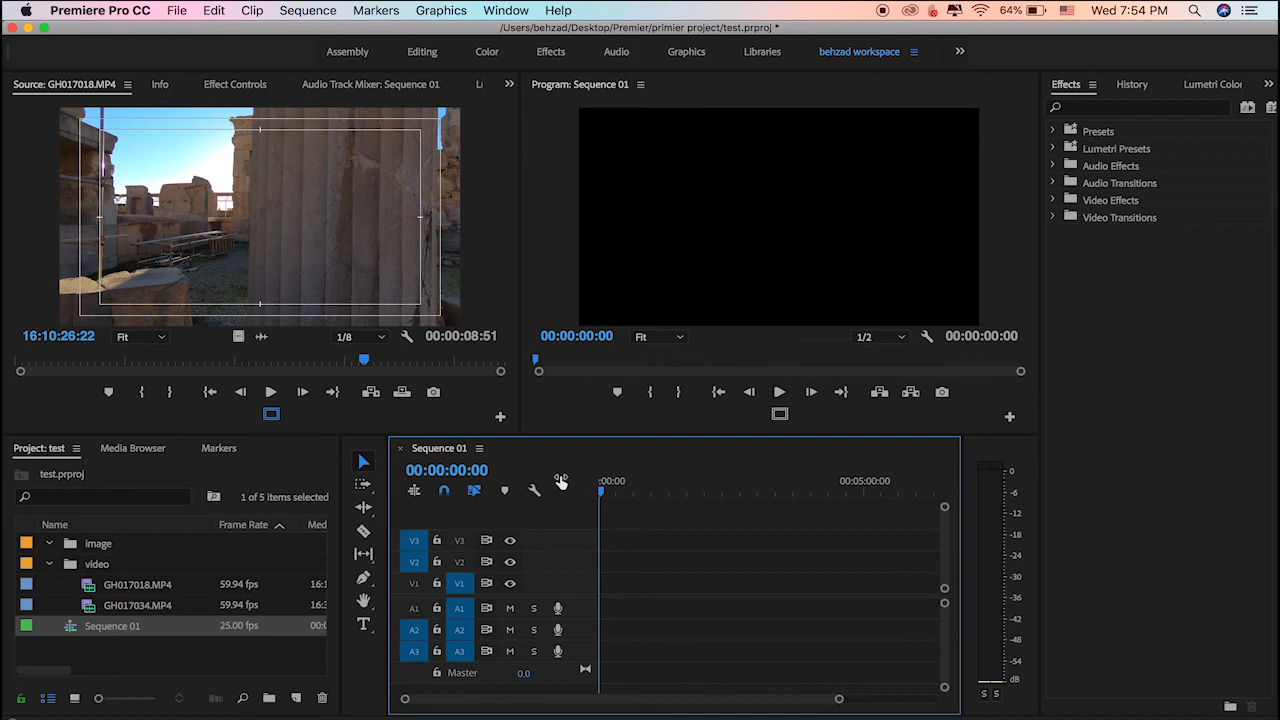 Premiere Pro CC File Edit Clip Sequence Markers Graphics Window Help 64% Wed 7:54 PM
/Users/behzad/Desktop/Premier/primier project/test.prproj *
Assembly Editing Color Effects Audio Graphics Libraries behzad workspace
Source: GH017018.MP4 Info Effect Controls Audio Track Mixer: Sequence 01 L
Program: Sequence 01
Effects History Lumetri Color
Presets
Lumetri Presets
Audio Effects
Audio Transitions
Video Effects
Video Transitions
16:10:26:22 Fit 1/8 00:00:08:51
00:00:00:00 Fit 1/2 00:00:00:00
Project: test Media Browser Markers
test.prproj
1 of 5 items selected
Name Frame Rate Med
image
video
GH017018.MP4 59.94 fps 16:1
GH017034.MP4 59.94 fps 16:3
Sequence 01 25.00 fps 00:0
Sequence 01
00:00:00:00
:00:00 00:05:00:00
V3 V3
V2 V2
V1 V1
A1 A1 M S
A2 A2 M S
A3 A3 M S
Master 0.0
0
-6
-12
-18
-24
-30
-36
-42
-48
-54
dB
S S